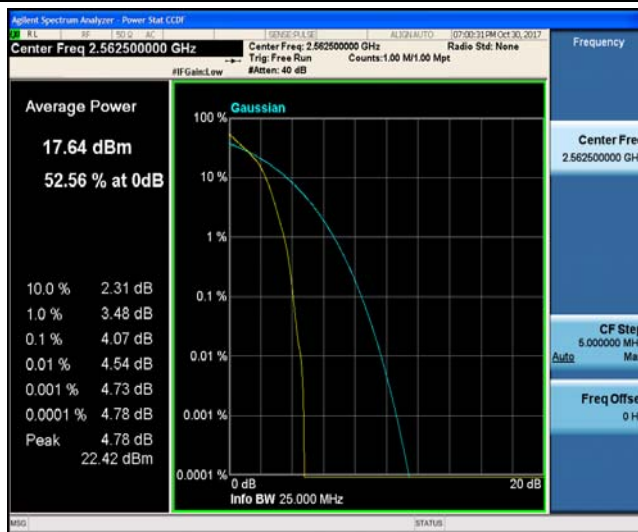 Agilent Spectrum Analyzer - Power Stat CCDF
RL RF 50 Ω AC SENSE:PULSE ALIGNAUTO 07:00:31 PM Oct 30, 2017
Center Freq 2.562500000 GHz
Center Freq: 2.562500000 GHz Radio Std: None
Trig: Free Run Counts:1.00 M/1.00 Mpt
#IFGain:Low #Atten: 40 dB
Frequency
Average Power
17.64 dBm
52.56 % at 0dB
10.0 % 2.31 dB
1.0 % 3.48 dB
0.1 % 4.07 dB
0.01 % 4.54 dB
0.001 % 4.73 dB
0.0001 % 4.78 dB
Peak 4.78 dB
22.42 dBm
Gaussian
100 %
10 %
1 %
0.1 %
0.01 %
0.001 %
0.0001 %
0 dB 20 dB
Info BW 25.000 MHz
Center Fre
2.562500000 GH
CF Ste
5.000000 MH
Auto Ma
Freq Offse
0 H
MSG STATUS